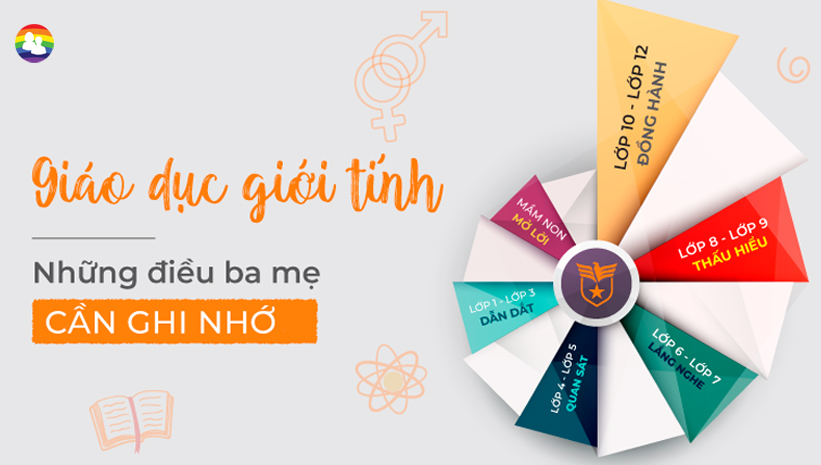 Giáo dục giới tính
Những điều ba mẹ
CẦN GHI NHỚ
MẦM NON
MỞ LỜI
LỚP 1 - LỚP 3
DẪN DẮT
LỚP 4 - LỚP 5
QUAN SÁT
LỚP 6 - LỚP 7
LẮNG NGHE
LỚP 8 - LỚP 9
THẤU HIỂU
LỚP 10 - LỚP 12
ĐỒNG HÀNH